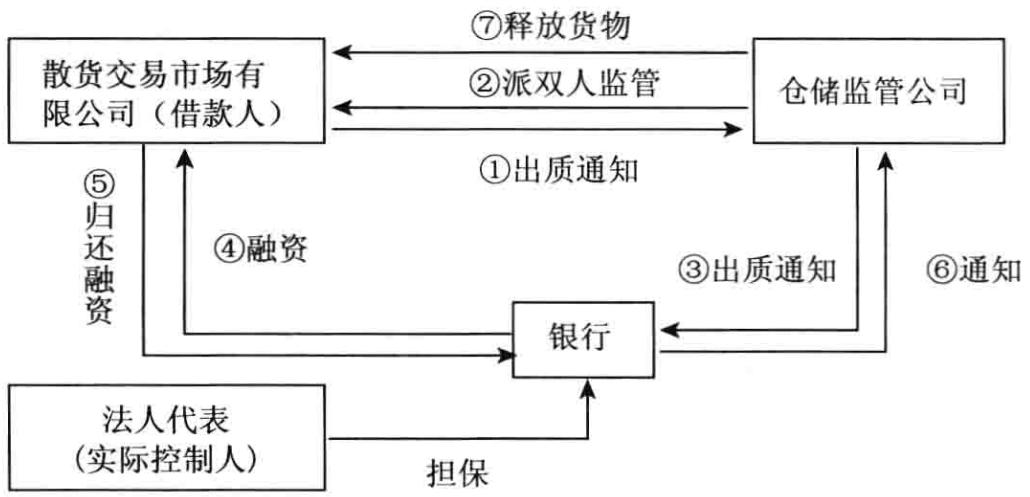 ⑦释放货物
散货交易市场有
限公司（借款人）
②派双人监管
仓储监管公司
①出质通知
⑤归还融资
④融资
③出质通知
⑥通知
银行
法人代表
(实际控制人)
担保